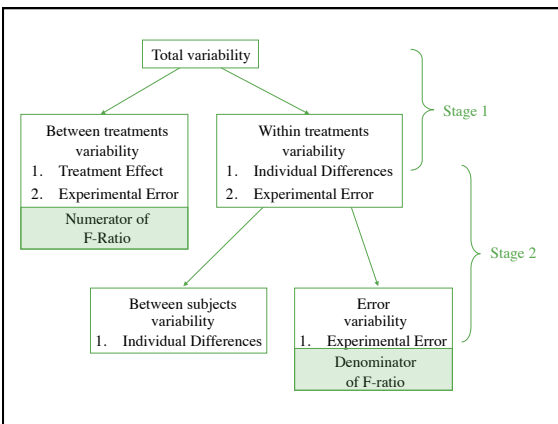 Total variability
Stage 1
Between treatments
variability
1. Treatment Effect
2. Experimental Error
Numerator of
F-Ratio
Within treatments
variability
1. Individual Differences
2. Experimental Error
Stage 2
Between subjects
variability
1. Individual Differences
Error
variability
1. Experimental Error
Denominator
of F-ratio